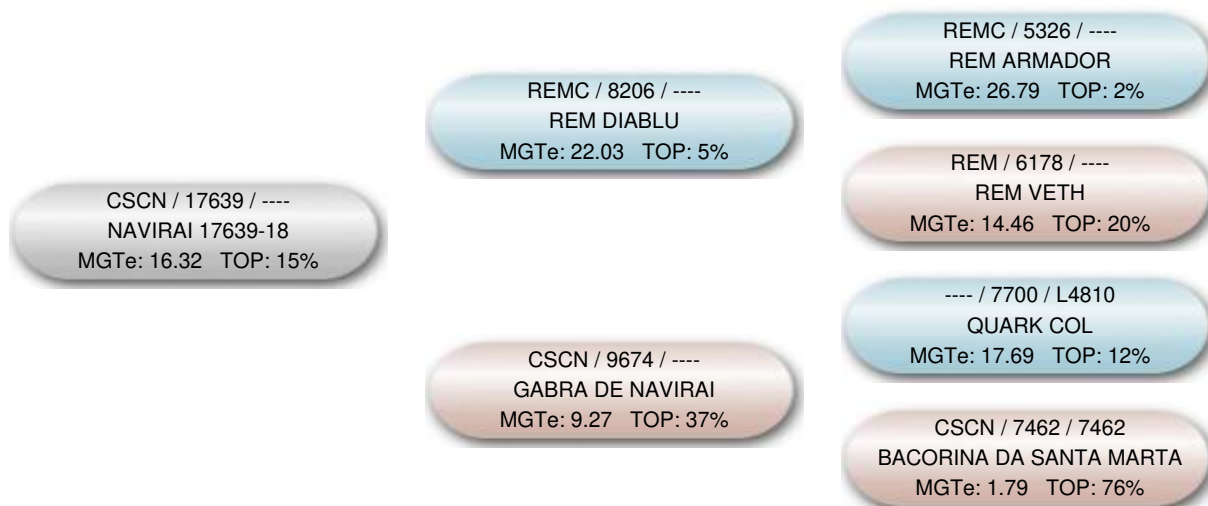 CSCN / 17639 / ----
NAVIRAI 17639-18
MGTe: 16.32 TOP: 15%
REMC / 8206 / ----
REM DIABLU
MGTe: 22.03 TOP: 5%
CSCN / 9674 / ----
GABRA DE NAVIRAI
MGTe: 9.27 TOP: 37%
REMC / 5326 / ----
REM ARMADOR
MGTe: 26.79 TOP: 2%
REM / 6178 / ----
REM VETH
MGTe: 14.46 TOP: 20%
---- / 7700 / L4810
QUARK COL
MGTe: 17.69 TOP: 12%
CSCN / 7462 / 7462
BACORINA DA SANTA MARTA
MGTe: 1.79 TOP: 76%